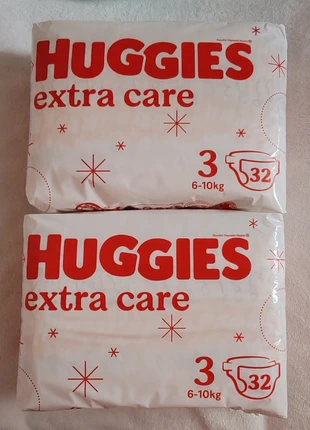 HUGGIES
extra care
3
32
6-10kg
HUGGIES
extra care
3
32
6-10kg